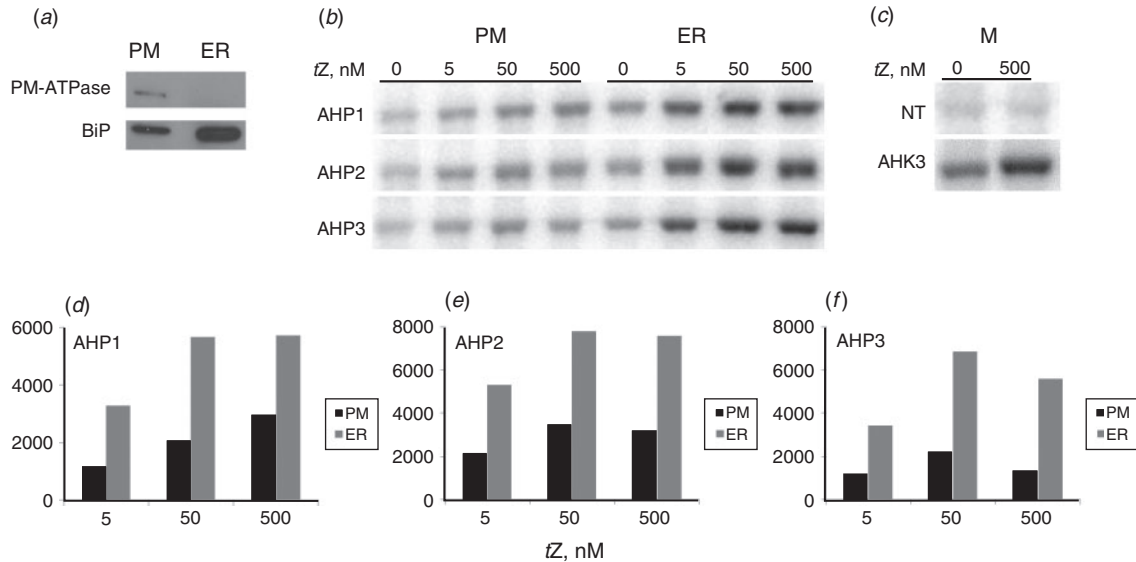 (a)
PM ER
PM-ATPase
BiP
(b)
PM ER
tZ, nM 0 5 50 500 0 5 50 500
AHP1
AHP2
AHP3
(c)
M
tZ, nM 0 500
NT
AHK3
(d)
AHP1
6000
4000
2000
0
5 50 500
PM
ER
(e)
AHP2
8000
6000
4000
2000
0
5 50 500
PM
ER
(f)
AHP3
8000
6000
4000
2000
0
5 50 500
PM
ER
tZ, nM